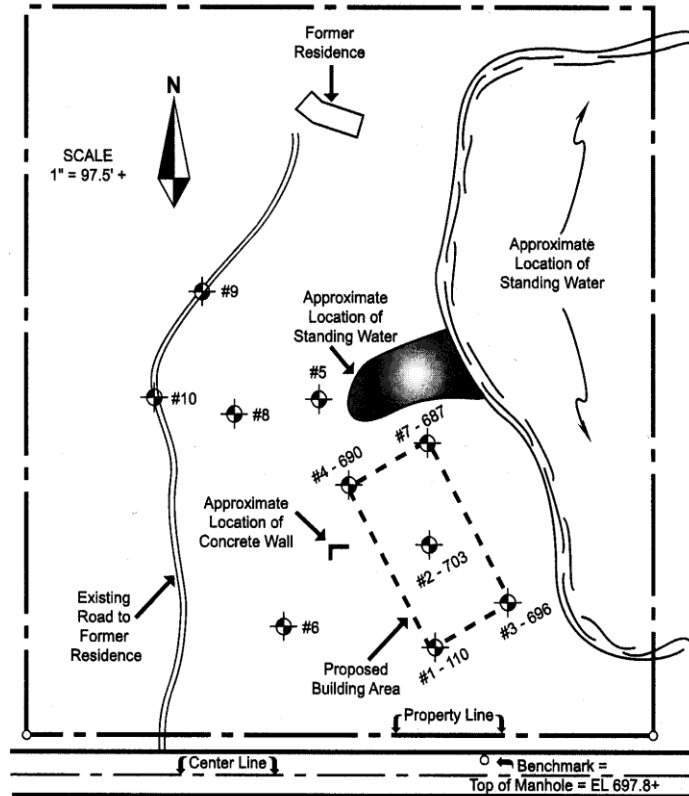 Former
Residence
N
SCALE
1" = 97.5' +
Approximate
Location of
Standing Water
#9
Approximate
Location of
Standing Water
#5
#10
#8
#7 - 687
#4 - 690
Approximate
Location of
Concrete Wall
#2 - 703
Existing
Road to
Former
Residence
#6
#3 - 696
#1 - 110
Proposed
Building Area
Property Line
Center Line
Benchmark =
Top of Manhole = EL 697.8+